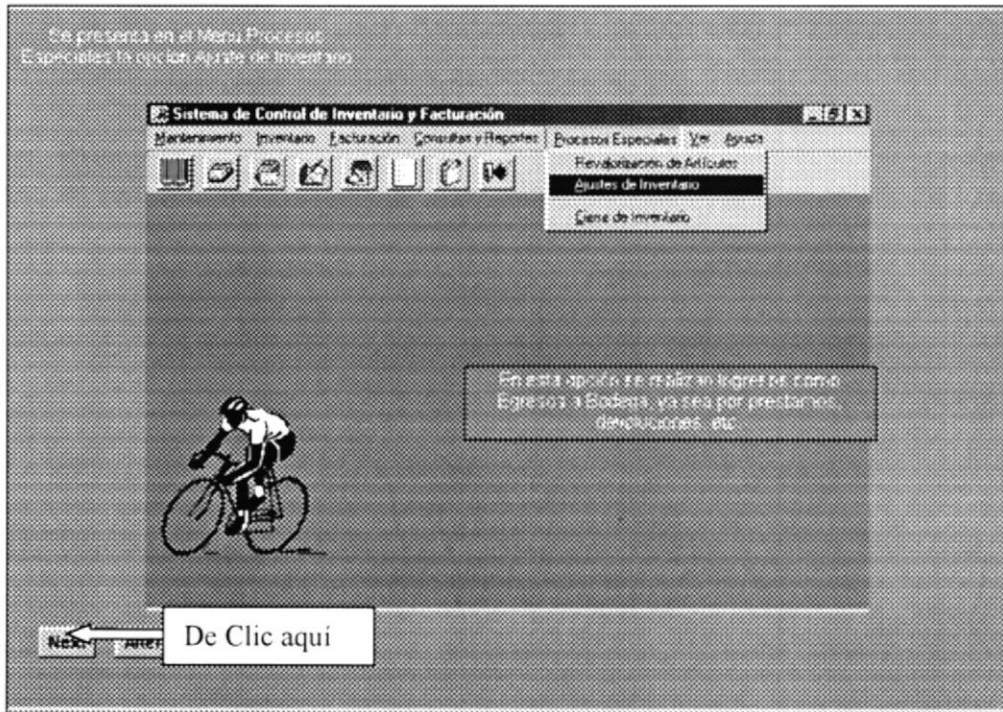 Se presenta en el Menu Procesos
Especiales la opcion Ajuste de Inventario
Sistema de Control de Inventario y Facturación
Mantenimiento Inventario Facturación Consultas y Reportes Procesos Especiales Ver Ayuda
Revalorización de Artículos
Ajustes de Inventario
Cierre de Inventario
En esta opción se realizan Ingresos como
Egresos a Bodega, ya sea por prestamos,
devoluciones, etc
Next
De Clic aquí